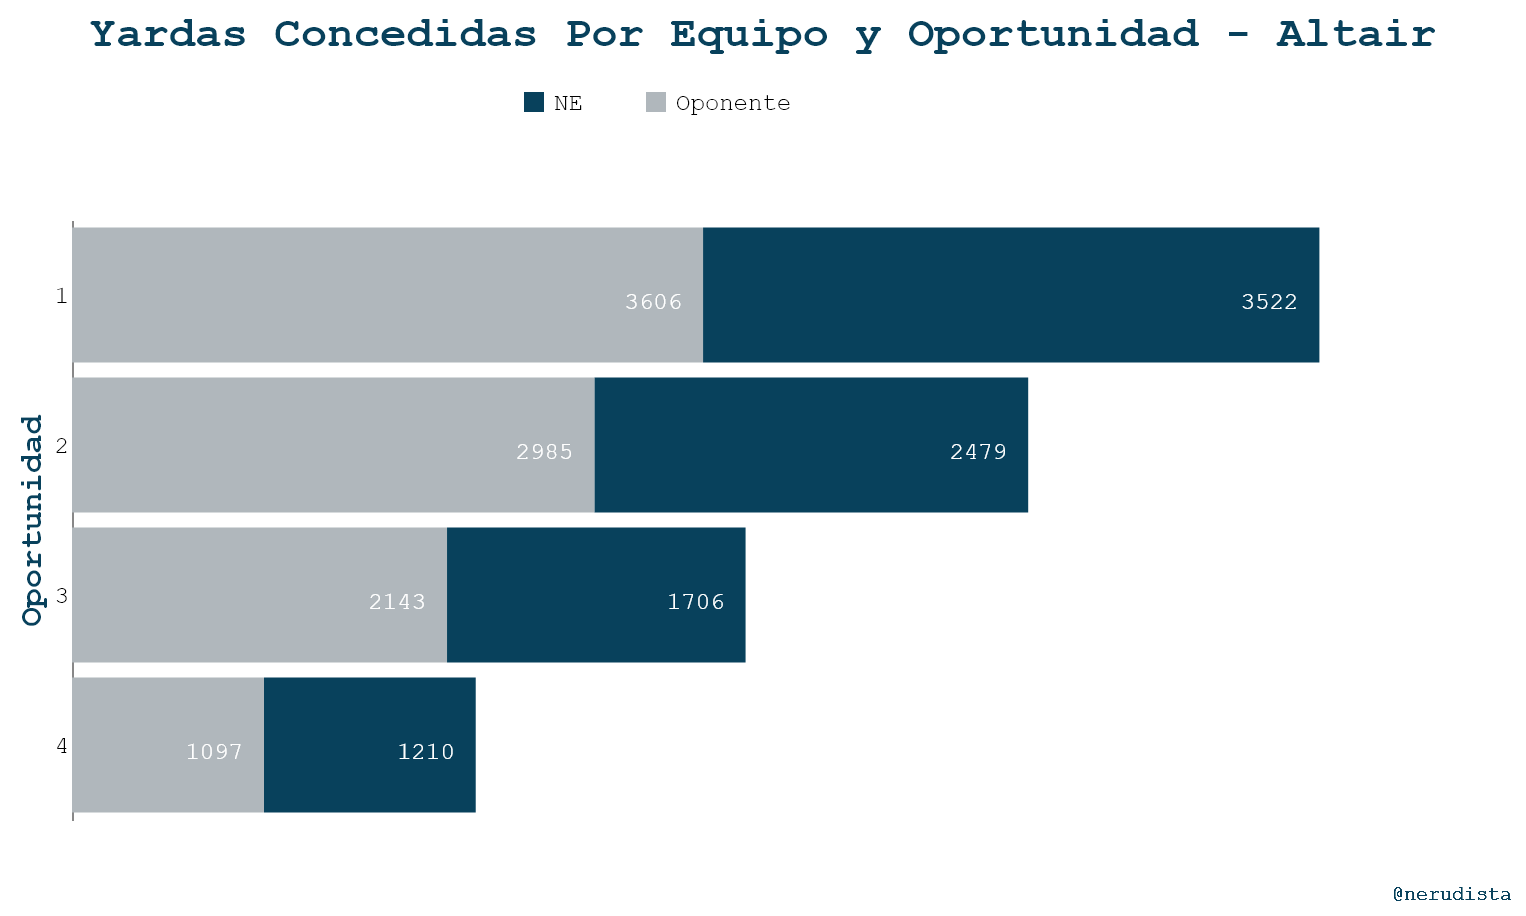 Yardas Concedidas Por Equipo y Oportunidad - Altair
NE
Oponente
Oportunidad
1
3606
3522
2
2985
2479
3
2143
1706
4
1097
1210
@nerudista